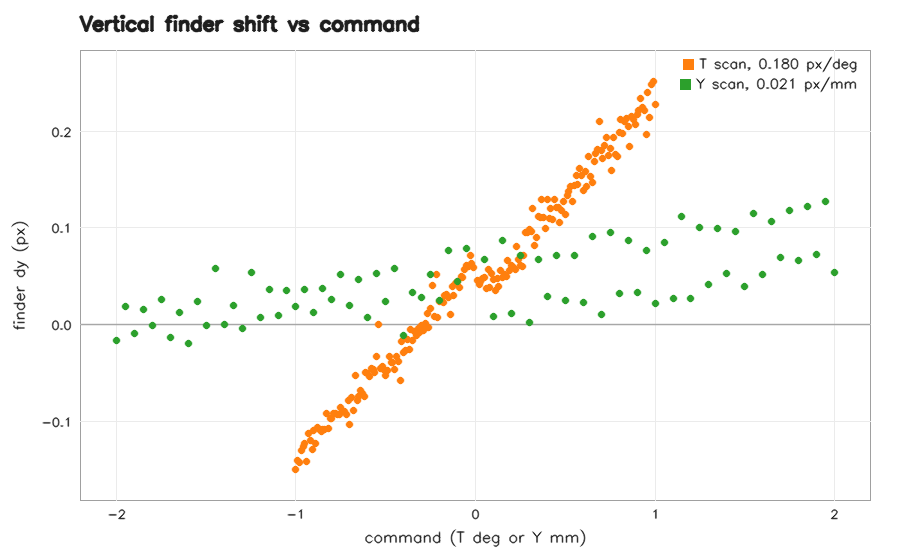 Vertical finder shift vs command
T scan, 0.180 px/deg
Y scan, 0.021 px/mm
finder dy (px)
0.2
0.1
0.0
−0.1
−2 −1 0 1 2
command (T deg or Y mm)